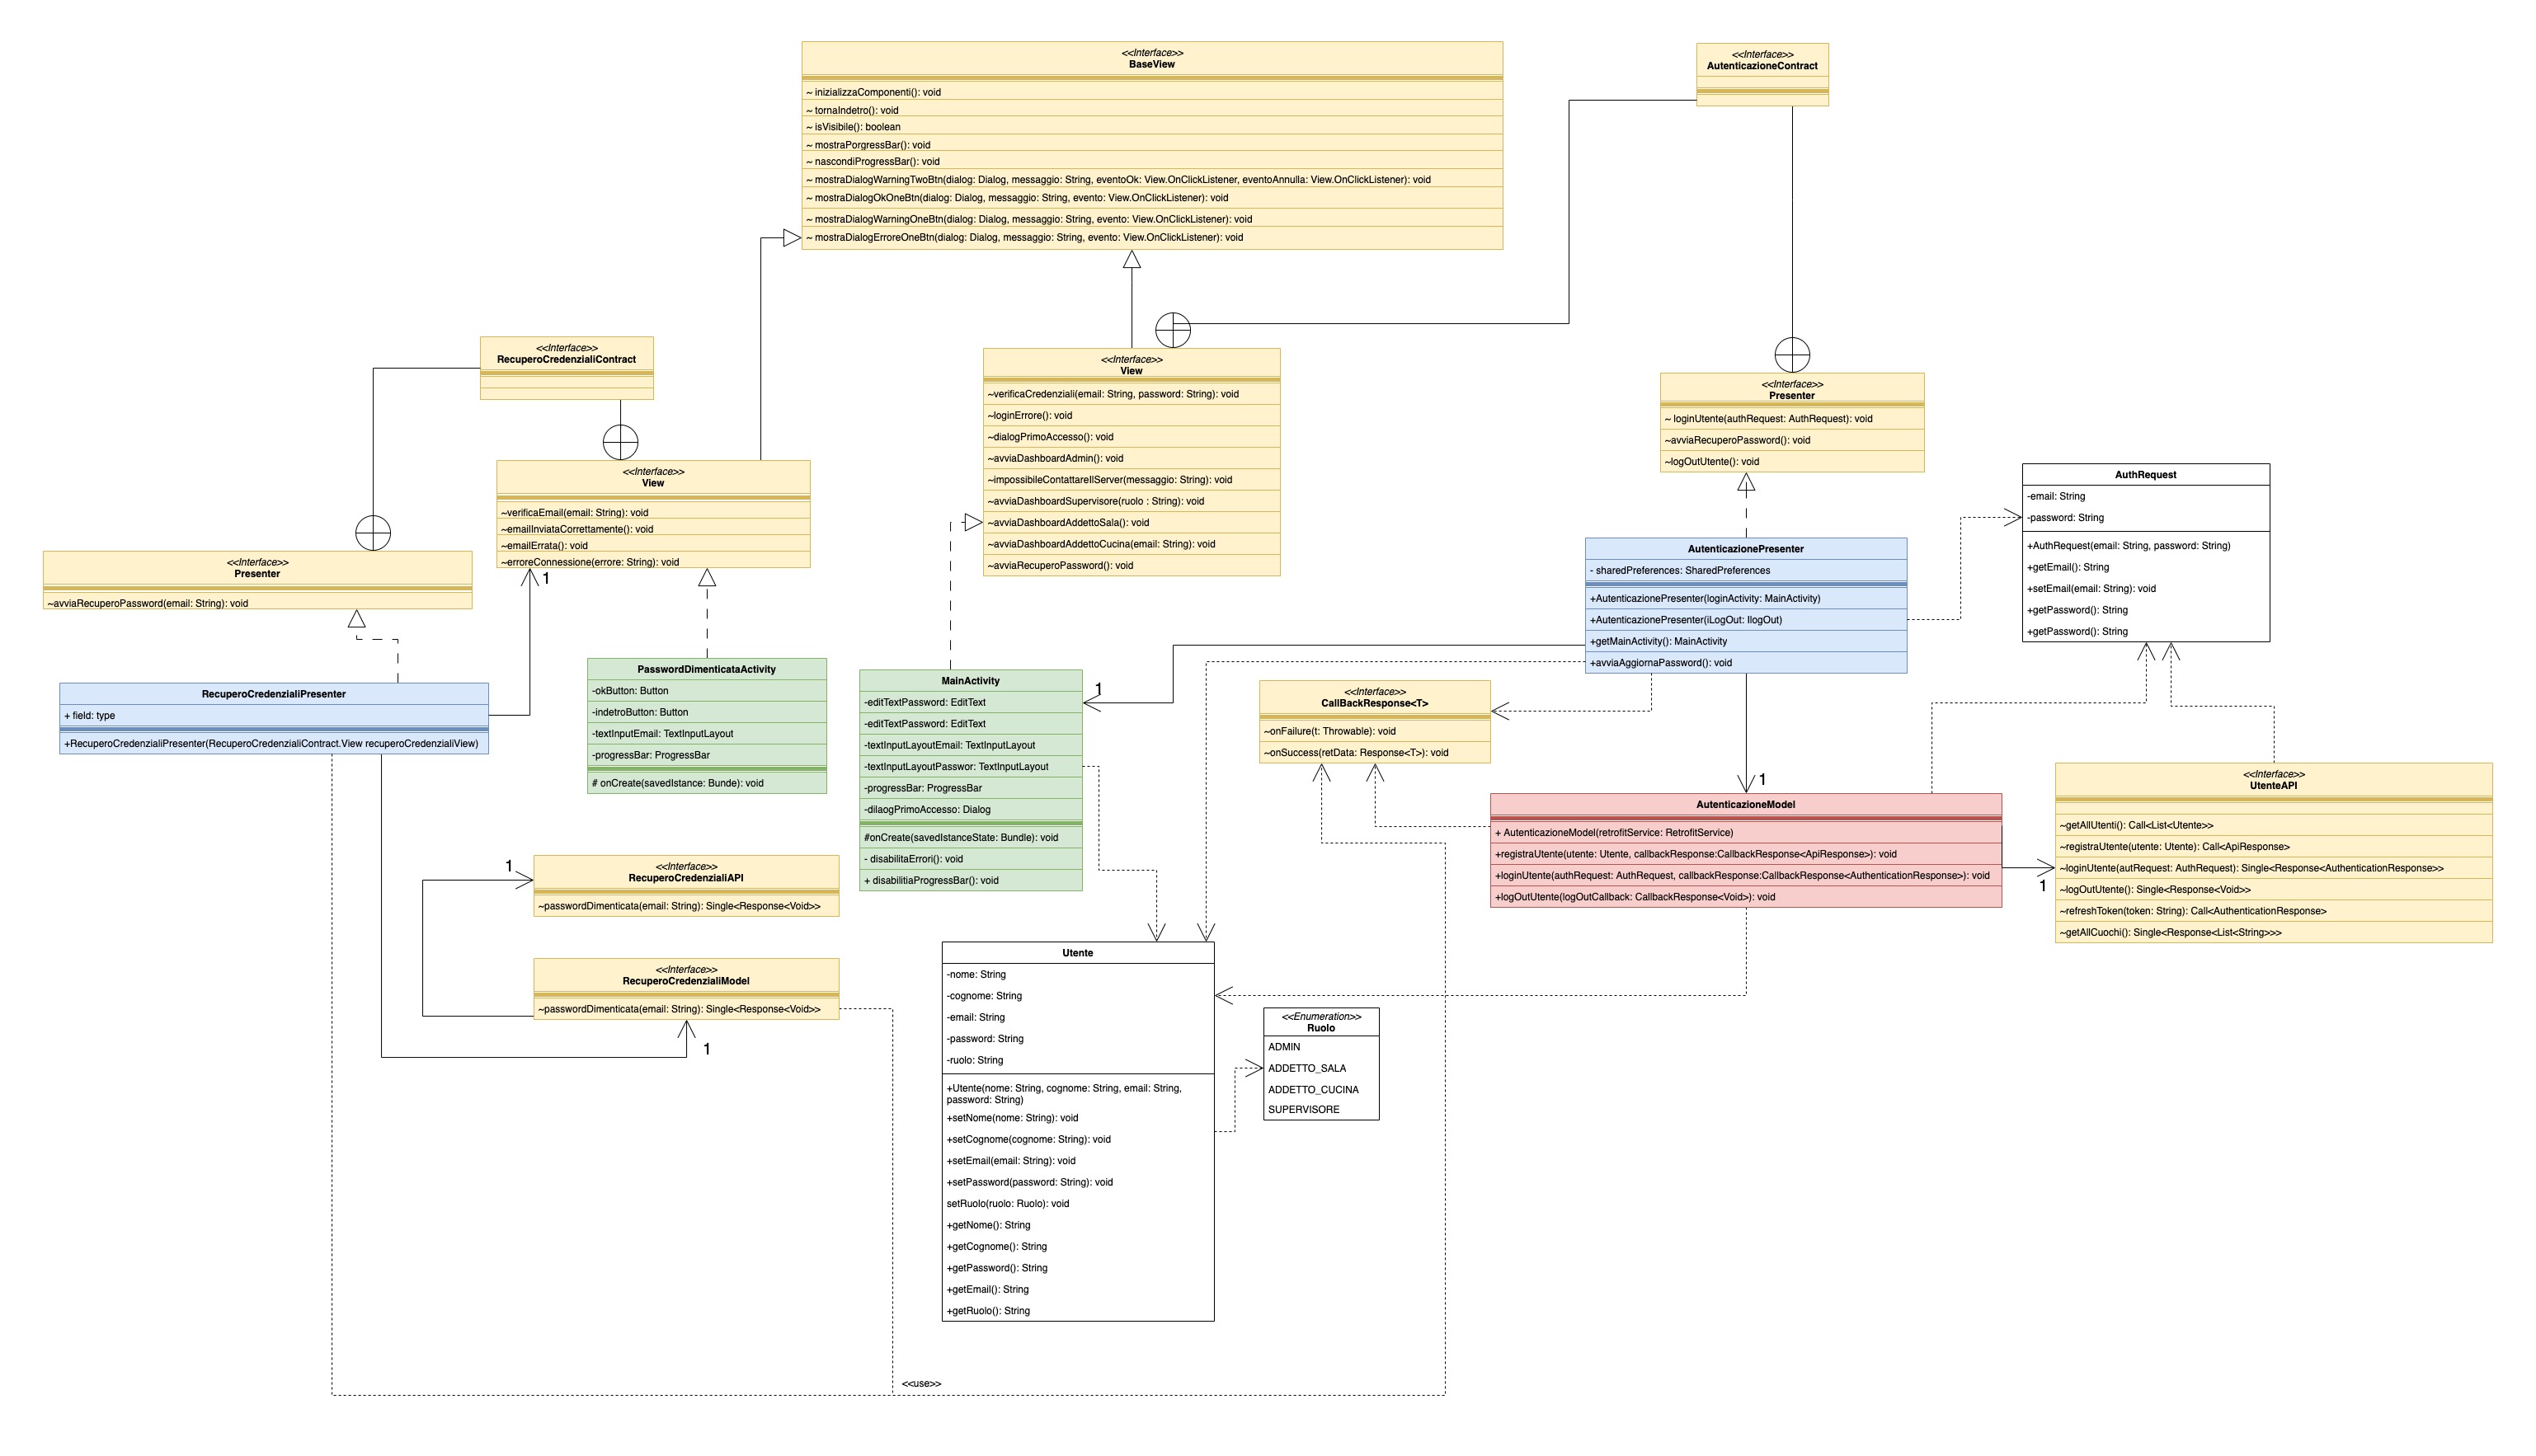 <<Interface>>
BaseView
~ inizializzaComponenti(): void
~ tornaIndetro(): void
~ isVisibile(): boolean
~ mostraPorgressBar(): void
~ nascondiProgressBar(): void
~ mostraDialogWarningTwoBtn(dialog: Dialog, messaggio: String, eventoOk: View.OnClickListener, eventoAnnulla: View.OnClickListener): void
~ mostraDialogOkOneBtn(dialog: Dialog, messaggio: String, evento: View.OnClickListener): void
~ mostraDialogWarningOneBtn(dialog: Dialog, messaggio: String, evento: View.OnClickListener): void
~ mostraDialogErroreOneBtn(dialog: Dialog, messaggio: String, evento: View.OnClickListener): void
<<Interface>>
AutenticazioneContract
<<Interface>>
RecuperoCredenzialiContract
<<Interface>>
View
~verificaCredenziali(email: String, password: String): void
~loginErrore(): void
~dialogPrimoAccesso(): void
~avviaDashboardAdmin(): void
~impossibileContattareIlServer(messaggio: String): void
~avviaDashboardSupervisore(ruolo : String): void
~avviaDashboardAddettoSala(): void
~avviaDashboardAddettoCucina(email: String): void
~avviaRecuperoPassword(): void
<<Interface>>
Presenter
~ loginUtente(authRequest: AuthRequest): void
~avviaRecuperoPassword(): void
~logOutUtente(): void
<<Interface>>
View
~verificaEmail(email: String): void
~emailInviataCorrettamente(): void
~emailErrata(): void
~erroreConnessione(errore: String): void
1
AuthRequest
-email: String
-password: String
+AuthRequest(email: String, password: String)
+getEmail(): String
+setEmail(email: String): void
+getPassword(): String
+getPassword(): String
<<Interface>>
Presenter
~avviaRecuperoPassword(email: String): void
AutenticazionePresenter
- sharedPreferences: SharedPreferences
+AutenticazionePresenter(loginActivity: MainActivity)
+AutenticazionePresenter(iLogOut: IlogOut)
+getMainActivity(): MainActivity
+avviaAggiornaPassword(): void
RecuperoCredenzialiPresenter
+ field: type
+RecuperoCredenzialiPresenter(RecuperoCredenzialiContract.View recuperoCredenzialiView)
PasswordDimenticataActivity
-okButton: Button
-indetroButton: Button
-textInputEmail: TextInputLayout
-progressBar: ProgressBar
# onCreate(savedIstance: Bunde): void
MainActivity
-editTextPassword: EditText
-editTextPassword: EditText
-textInputLayoutEmail: TextInputLayout
-textInputLayoutPasswor: TextInputLayout
-progressBar: ProgressBar
-dilaogPrimoAccesso: Dialog
#onCreate(savedIstanceState: Bundle): void
- disabilitaErrori(): void
+ disabilitiaProgressBar(): void
1
<<Interface>>
CallBackResponse<T>
~onFailure(t: Throwable): void
~onSuccess(retData: Response<T>): void
1
AutenticazioneModel
+ AutenticazioneModel(retrofitService: RetrofitService)
+registraUtente(utente: Utente, callbackResponse:CallbackResponse<ApiResponse>): void
+loginUtente(authRequest: AuthRequest, callbackResponse:CallbackResponse<AuthenticationResponse>): void
+logOutUtente(logOutCallback: CallbackResponse<Void>): void
1
<<Interface>>
UtenteAPI
~getAllUtenti(): Call<List<Utente>>
~registraUtente(utente: Utente): Call<ApiResponse>
~loginUtente(autRequest: AuthRequest): Single<Response<AuthenticationResponse>>
~logOutUtente(): Single<Response<Void>>
~refreshToken(token: String): Call<AuthenticationResponse>
~getAllCuochi(): Single<Response<List<String>>>
1
<<Interface>>
RecuperoCredenzialiAPI
~passwordDimenticata(email: String): Single<Response<Void>>
<<Interface>>
RecuperoCredenzialiModel
~passwordDimenticata(email: String): Single<Response<Void>>
1
Utente
-nome: String
-cognome: String
-email: String
-password: String
-ruolo: String
+Utente(nome: String, cognome: String, email: String,
password: String)
+setNome(nome: String): void
+setCognome(cognome: String): void
+setEmail(email: String): void
+setPassword(password: String): void
setRuolo(ruolo: Ruolo): void
+getNome(): String
+getCognome(): String
+getPassword(): String
+getEmail(): String
+getRuolo(): String
<<Enumeration>>
Ruolo
ADMIN
ADDETTO_SALA
ADDETTO_CUCINA
SUPERVISORE
<<use>>